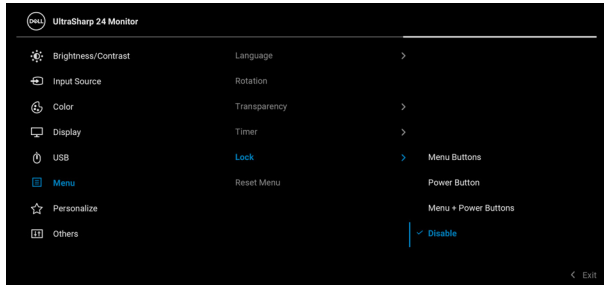 DELL UltraSharp 24 Monitor
Brightness/Contrast Language
Input Source Rotation
Color Transparency
Display Timer
USB Lock Menu Buttons
Menu Reset Menu Power Button
Personalize Menu + Power Buttons
Others Disable
Exit